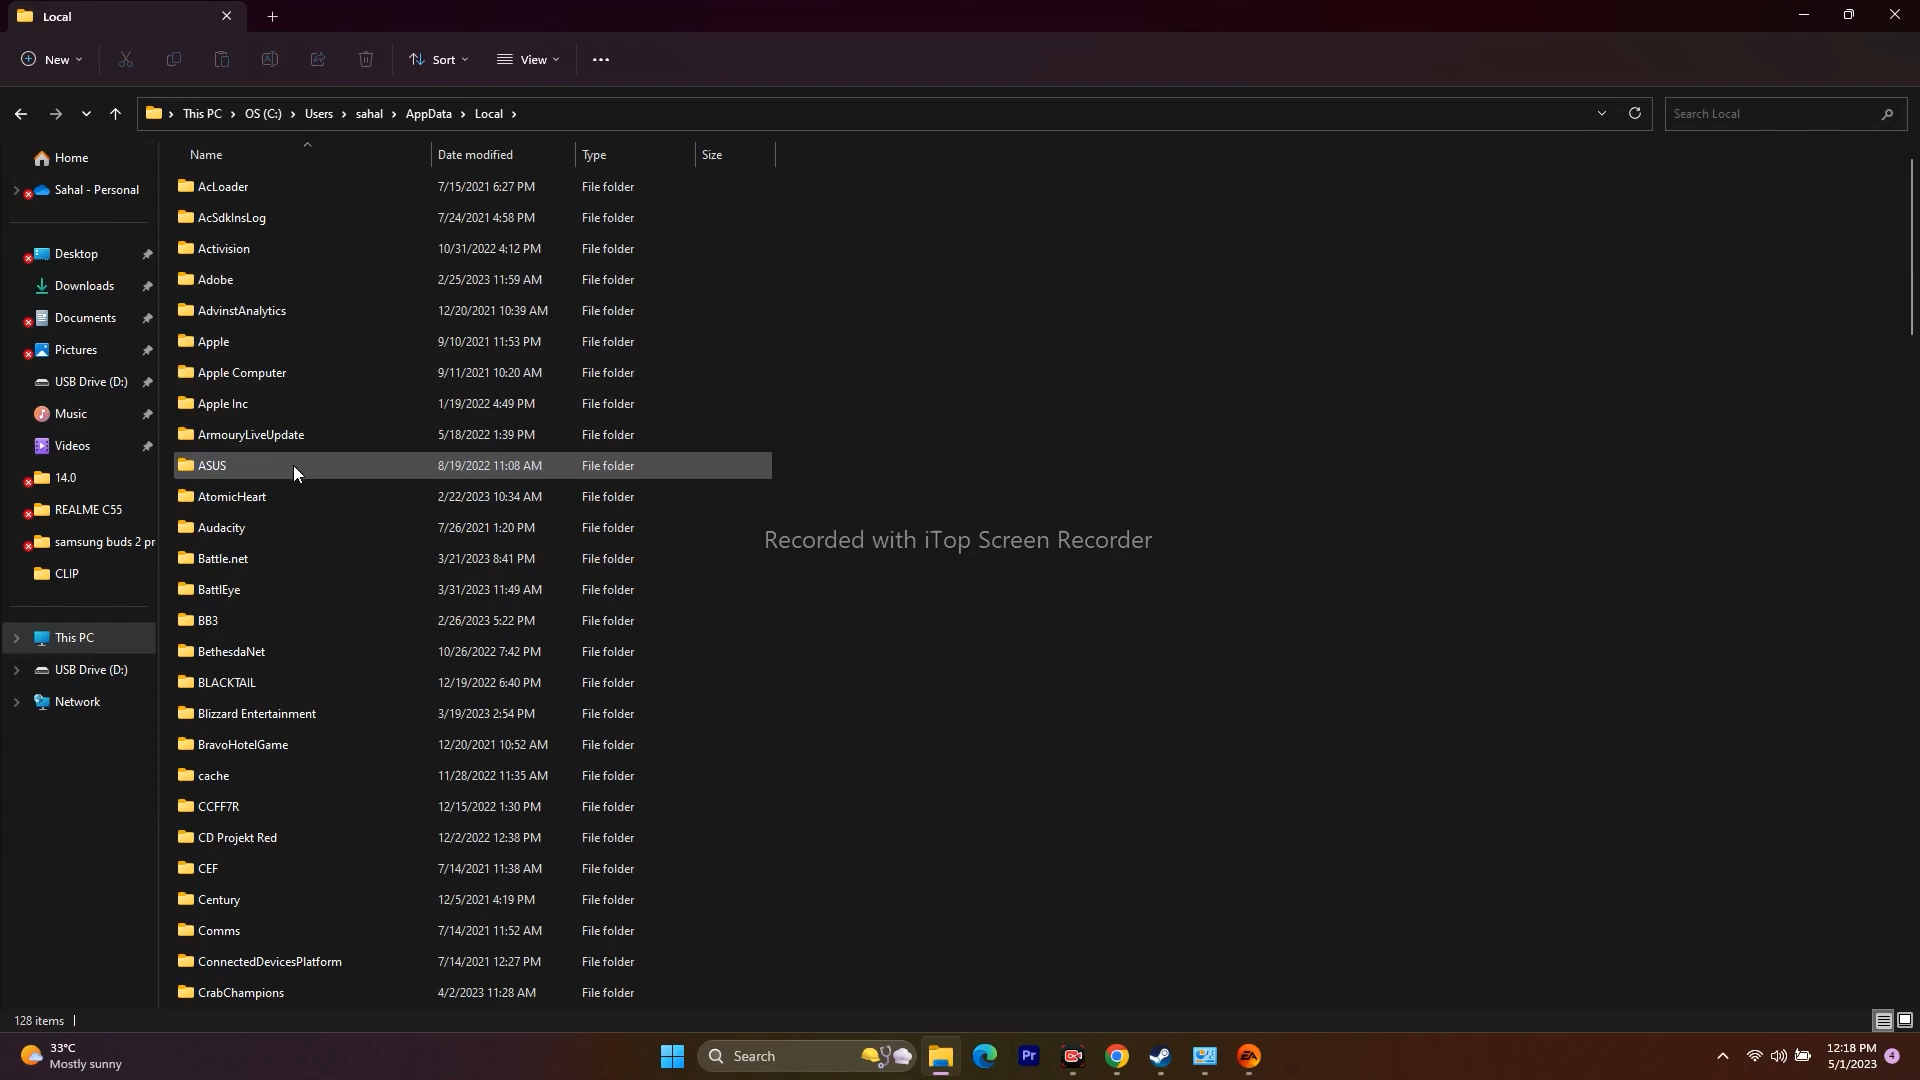 Local
New
Sort
View
This PC
OS (C:)
Users
sahal
AppData
Local
Search Local
Home
Sahal - Personal
Desktop
Downloads
Documents
Pictures
USB Drive (D:)
Music
Videos
14.0
REALME C55
samsung buds 2 pr
CLIP
This PC
USB Drive (D:)
Network
Name Date modified Type Size
AcLoader 7/15/2021 6:27 PM File folder
AcSdkInsLog 7/24/2021 4:58 PM File folder
Activision 10/31/2022 4:12 PM File folder
Adobe 2/25/2023 11:59 AM File folder
AdvinstAnalytics 12/20/2021 10:39 AM File folder
Apple 9/10/2021 11:53 PM File folder
Apple Computer 9/11/2021 10:20 AM File folder
Apple Inc 1/19/2022 4:49 PM File folder
ArmouryLiveUpdate 5/18/2022 1:39 PM File folder
ASUS 8/19/2022 11:08 AM File folder
AtomicHeart 2/22/2023 10:34 AM File folder
Audacity 7/26/2021 1:20 PM File folder
Battle.net 3/21/2023 8:41 PM File folder
BattlEye 3/31/2023 11:49 AM File folder
BB3 2/26/2023 5:22 PM File folder
BethesdaNet 10/26/2022 7:42 PM File folder
BLACKTAIL 12/19/2022 6:40 PM File folder
Blizzard Entertainment 3/19/2023 2:54 PM File folder
BravoHotelGame 12/20/2021 10:52 AM File folder
cache 11/28/2022 11:35 AM File folder
CCFF7R 12/15/2022 1:30 PM File folder
CD Projekt Red 12/2/2022 12:38 PM File folder
CEF 7/14/2021 11:38 AM File folder
Century 12/5/2021 4:19 PM File folder
Comms 7/14/2021 11:52 AM File folder
ConnectedDevicesPlatform 7/14/2021 12:27 PM File folder
CrabChampions 4/2/2023 11:28 AM File folder
Recorded with iTop Screen Recorder
128 items
33°C
Mostly sunny
Search
Pr
EA
12:18 PM
5/1/2023
4